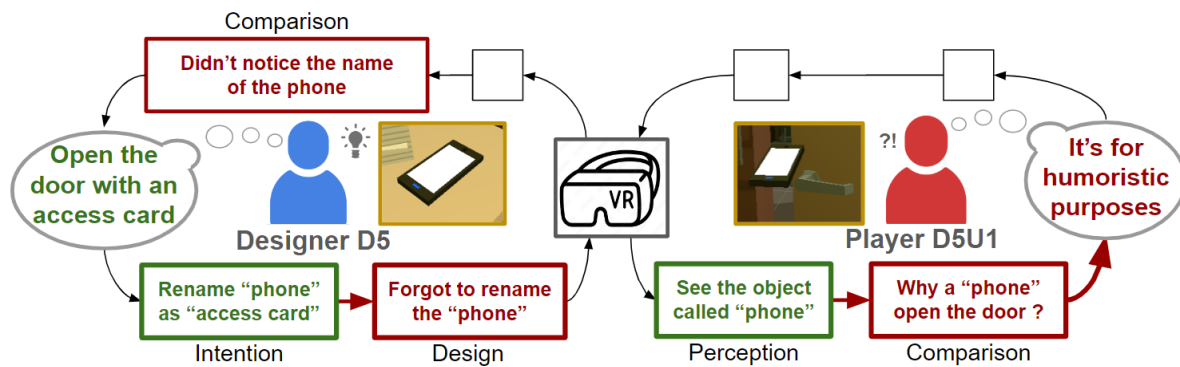 Comparison
Didn't notice the name
of the phone
Open the
door with an
access card
Designer D5
VR
?!
Player D5U1
It's for
humoristic
purposes
Rename "phone"
as "access card"
Forgot to rename
the "phone"
See the object
called "phone"
Why a "phone"
open the door ?
Intention
Design
Perception
Comparison